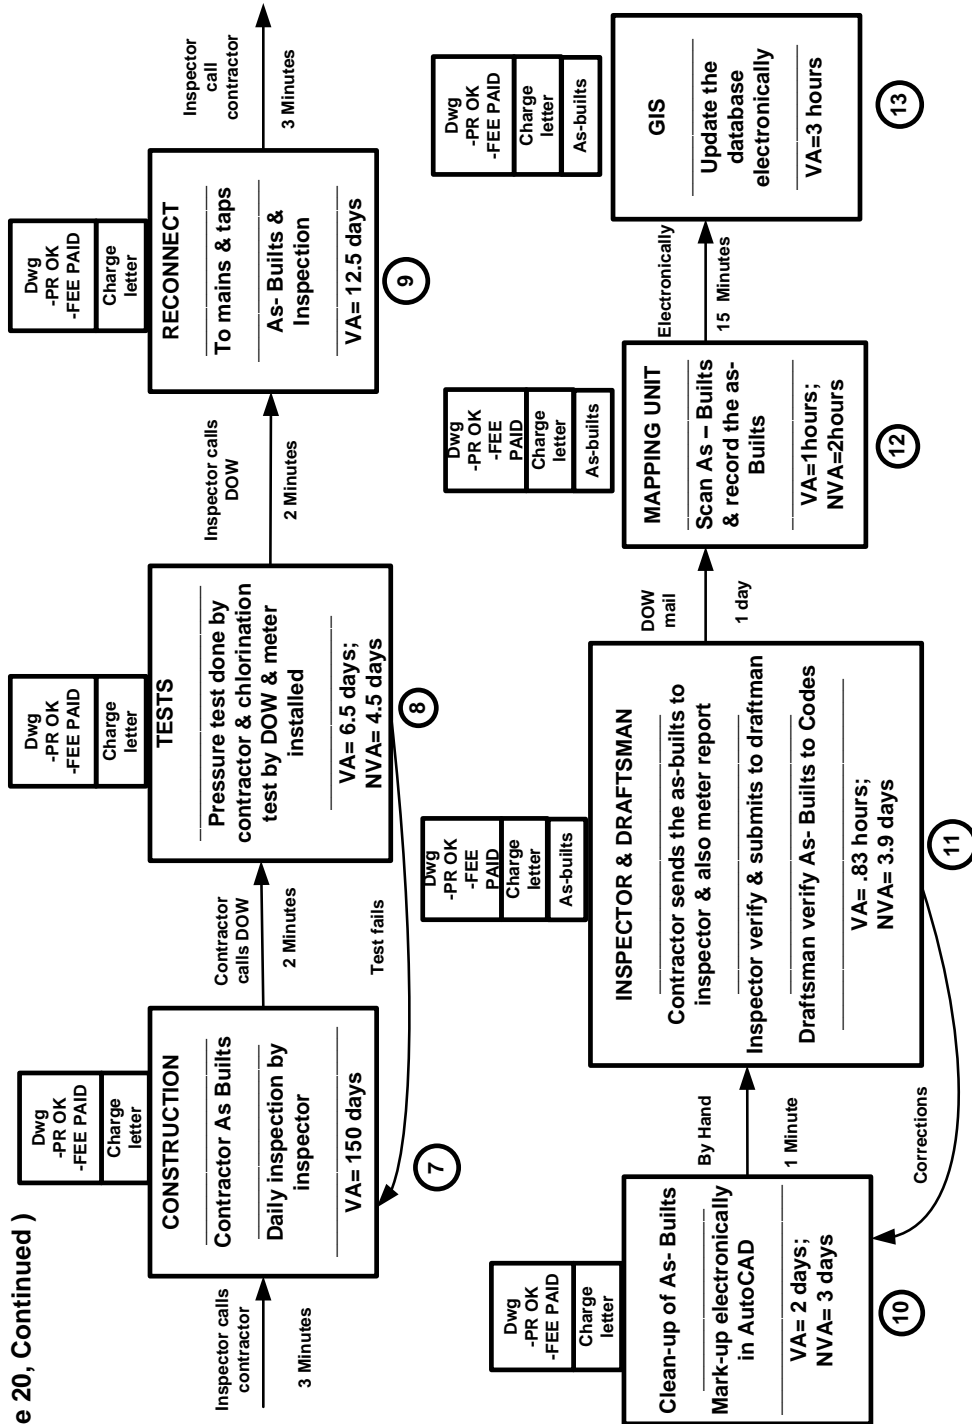 e 20, Continued )
Inspector calls
contractor
3 Minutes
Dwg
-PR OK
-FEE PAID
Charge
letter
CONSTRUCTION
Contractor As Builts
Daily inspection by
inspector
VA= 150 days
7
Contractor
calls DOW
2 Minutes
Test fails
Dwg
-PR OK
-FEE PAID
Charge
letter
TESTS
Pressure test done by
contractor & chlorination
test by DOW & meter
installed
VA= 6.5 days;
NVA= 4.5 days
8
Inspector calls
DOW
2 Minutes
Dwg
-PR OK
-FEE PAID
Charge
letter
RECONNECT
To mains & taps
As- Builts &
Inspection
VA= 12.5 days
9
Inspector
call
contractor
3 Minutes
Dwg
-PR OK
-FEE PAID
Charge
letter
Clean-up of As- Builts
Mark-up electronically
in AutoCAD
VA= 2 days;
NVA= 3 days
10
By Hand
1 Minute
Corrections
Dwg
-PR OK
-FEE
PAID
Charge
letter
As-builts
INSPECTOR & DRAFTSMAN
Contractor sends the as-builts to
inspector & also meter report
Inspector verify & submits to draftman
Draftsman verify As- Builts to Codes
VA= .83 hours;
NVA= 3.9 days
11
DOW
mail
1 day
Dwg
-PR OK
-FEE
PAID
Charge
letter
As-builts
MAPPING UNIT
Scan As – Builts
& record the as-
Builts
VA=1hours;
NVA=2hours
12
Electronically
15 Minutes
Dwg
-PR OK
-FEE PAID
Charge
letter
As-builts
GIS
Update the
database
electronically
VA=3 hours
13